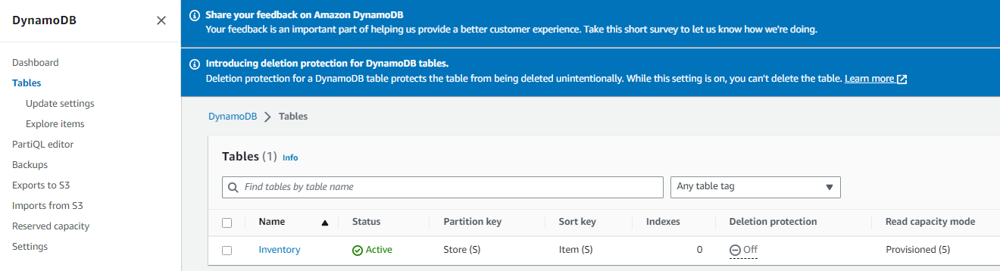 DynamoDB
Dashboard
Tables
Update settings
Explore items
PartiQL editor
Backups
Exports to S3
Imports from S3
Reserved capacity
Settings
Share your feedback on Amazon DynamoDB
Your feedback is an important part of helping us provide a better customer experience. Take this short survey to let us know how we're doing.
Introducing deletion protection for DynamoDB tables.
Deletion protection for a DynamoDB table protects the table from being deleted unintentionally. While this setting is on, you can't delete the table. Learn more
DynamoDB > Tables
Tables (1) Info
Find tables by table name Any table tag
Name Status Partition key Sort key Indexes Deletion protection Read capacity mode
Inventory Active Store (S) Item (S) 0 Off Provisioned (5)